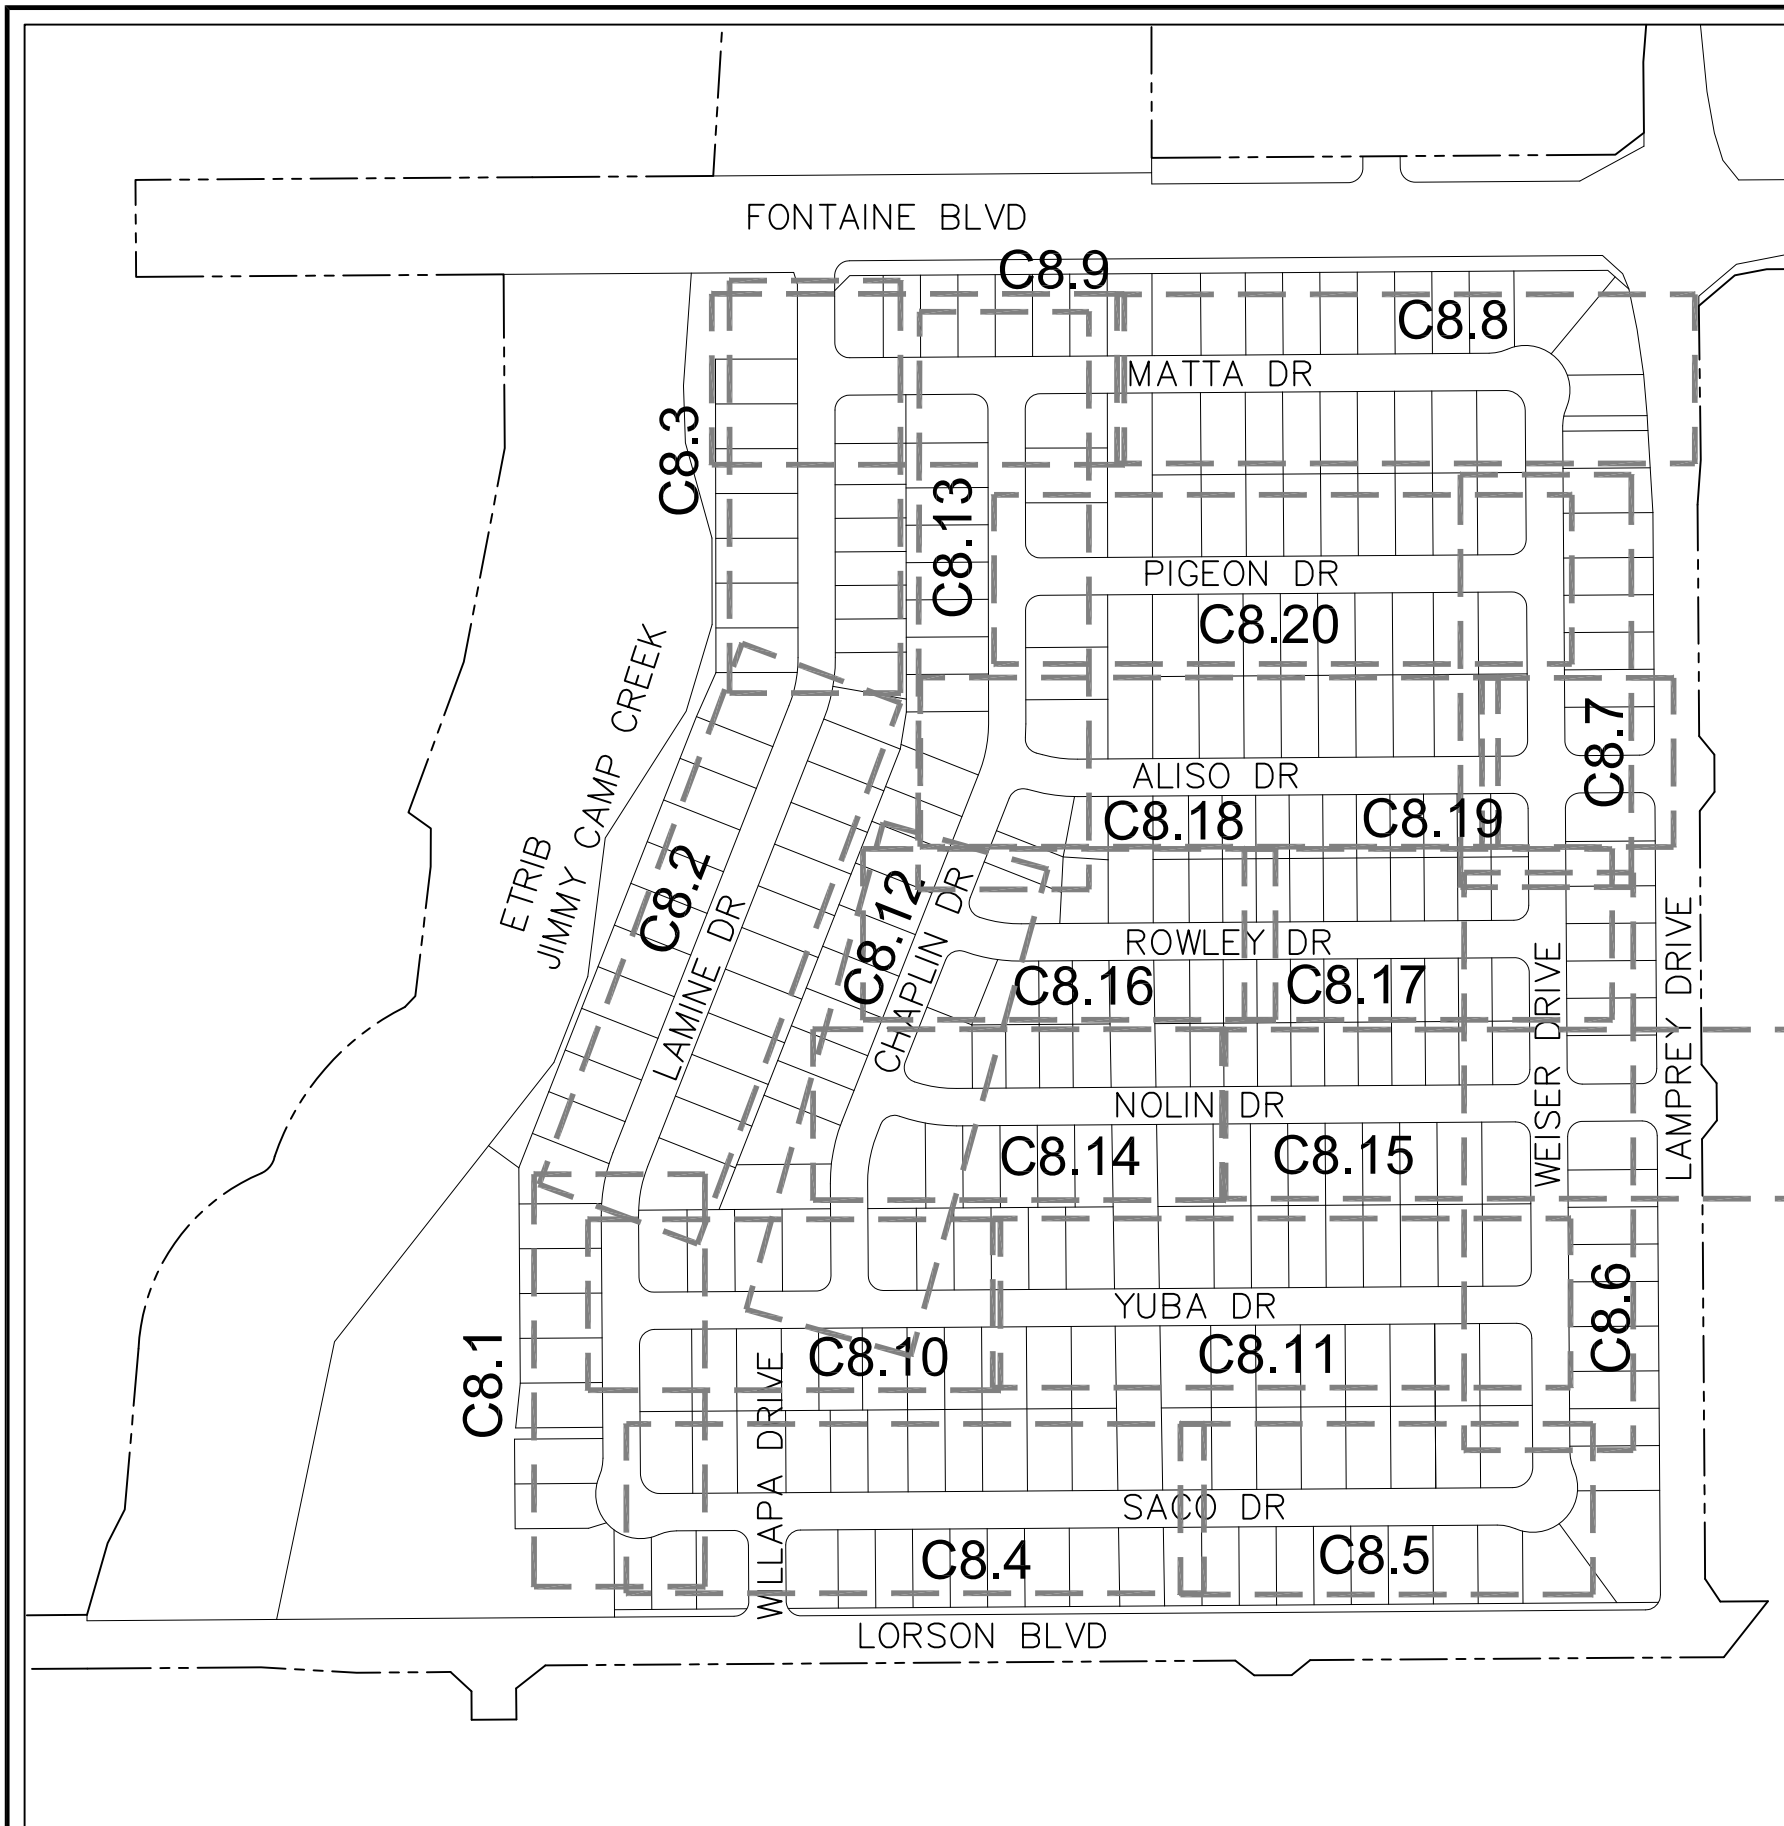 FONTAINE BLVD
C8.9
C8.8
MATTA DR
C8.3
C8.13
PIGEON DR
C8.20
ETRIB
JIMMY CAMP CREEK
C8.7
ALISO DR
C8.18
C8.19
C8.2
C8.12
LAMINE DR
CHAPLIN DR
ROWLEY DR
C8.16
C8.17
WEISER DRIVE
LAMPREY DRIVE
NOLIN DR
C8.14
C8.15
YUBA DR
C8.6
C8.1
C8.10
C8.11
WILLAPA DRIVE
SACO DR
C8.4
C8.5
LORSON BLVD